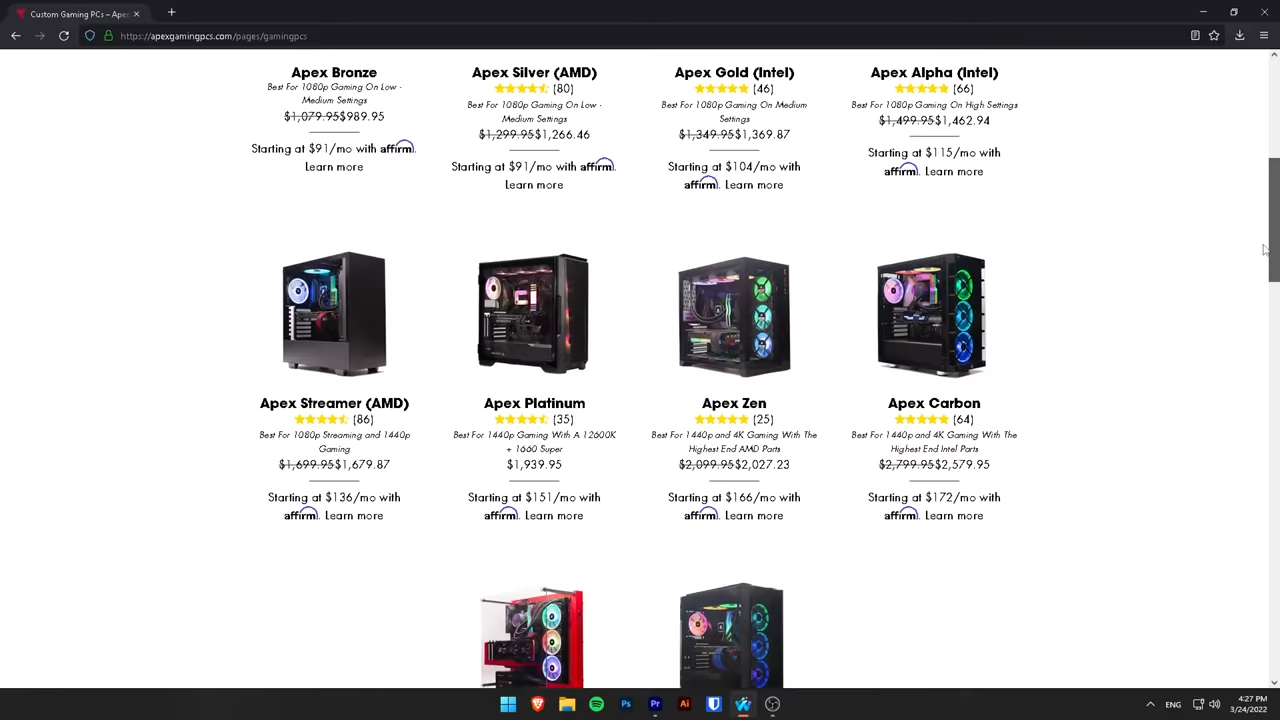 Custom Gaming PCs – Apex
https://apexgamingpcs.com/pages/gamingpcs
Apex Bronze
Best For 1080p Gaming On Low -
Medium Settings
$1,079.95$989.95
Starting at $91/mo with affirm.
Learn more
Apex Silver (AMD)
(80)
Best For 1080p Gaming On Low -
Medium Settings
$1,299.95$1,266.46
Starting at $91/mo with affirm.
Learn more
Apex Gold (Intel)
(46)
Best For 1080p Gaming On Medium
Settings
$1,349.95$1,369.87
Starting at $104/mo with
affirm. Learn more
Apex Alpha (Intel)
(66)
Best For 1080p Gaming On High Settings
$1,499.95$1,462.94
Starting at $115/mo with
affirm. Learn more
Apex Streamer (AMD)
(86)
Best For 1080p Streaming and 1440p
Gaming
$1,699.95$1,679.87
Starting at $136/mo with
affirm. Learn more
Apex Platinum
(35)
Best For 1440p Gaming With A 12600K
+ 1660 Super
$1,939.95
Starting at $151/mo with
affirm. Learn more
Apex Zen
(25)
Best For 1440p and 4K Gaming With The
Highest End AMD Parts
$2,099.95$2,027.23
Starting at $166/mo with
affirm. Learn more
Apex Carbon
(64)
Best For 1440p and 4K Gaming With The
Highest End Intel Parts
$2,799.95$2,579.95
Starting at $172/mo with
affirm. Learn more
Ps
Pr
Ai
ENG
4:27 PM
3/24/2022